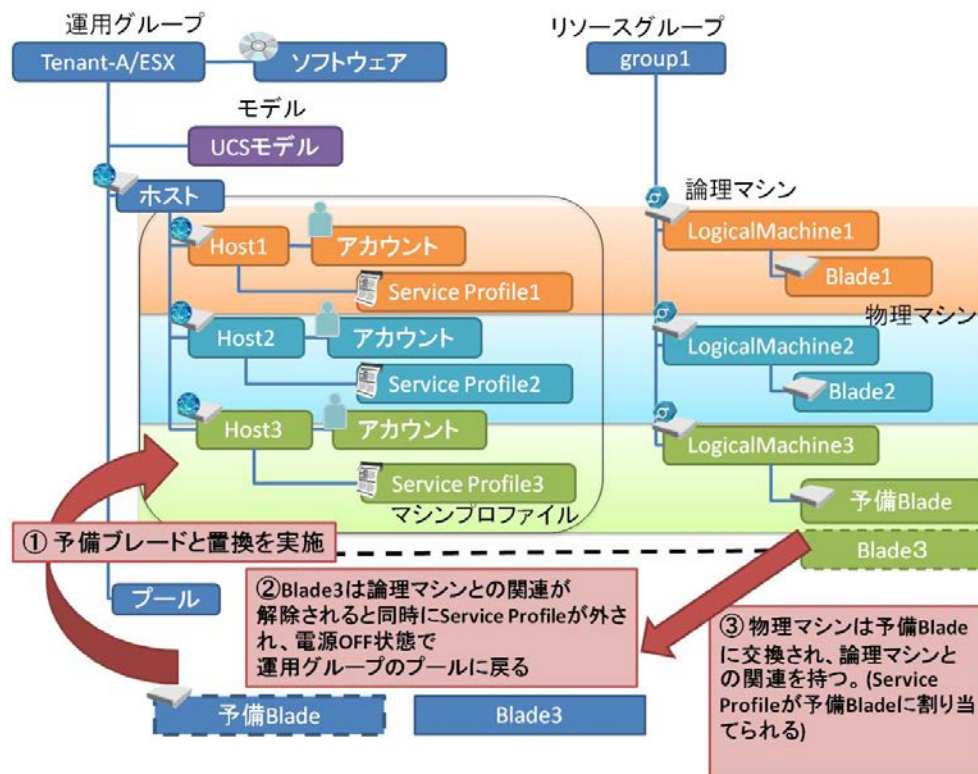 運用グループ
リソースグループ
Tenant-A/ESX
ソフトウェア
group1
モデル
UCSモデル
ホスト
論理マシン
Host1
アカウント
LogicalMachine1
Service Profile1
Blade1
物理マシン
Host2
アカウント
LogicalMachine2
Service Profile2
Blade2
Host3
アカウント
LogicalMachine3
Service Profile3
予備Blade
マシンプロファイル
① 予備ブレードと置換を実施
Blade3
プール
②Blade3は論理マシンとの関連が
解除されると同時にService Profileが外さ
れ、電源OFF状態で
運用グループのプールに戻る
③ 物理マシンは予備Blade
に交換され、論理マシンと
の関連を持つ。(Service
Profileが予備Bladeに割り当
てられる)
予備Blade
Blade3